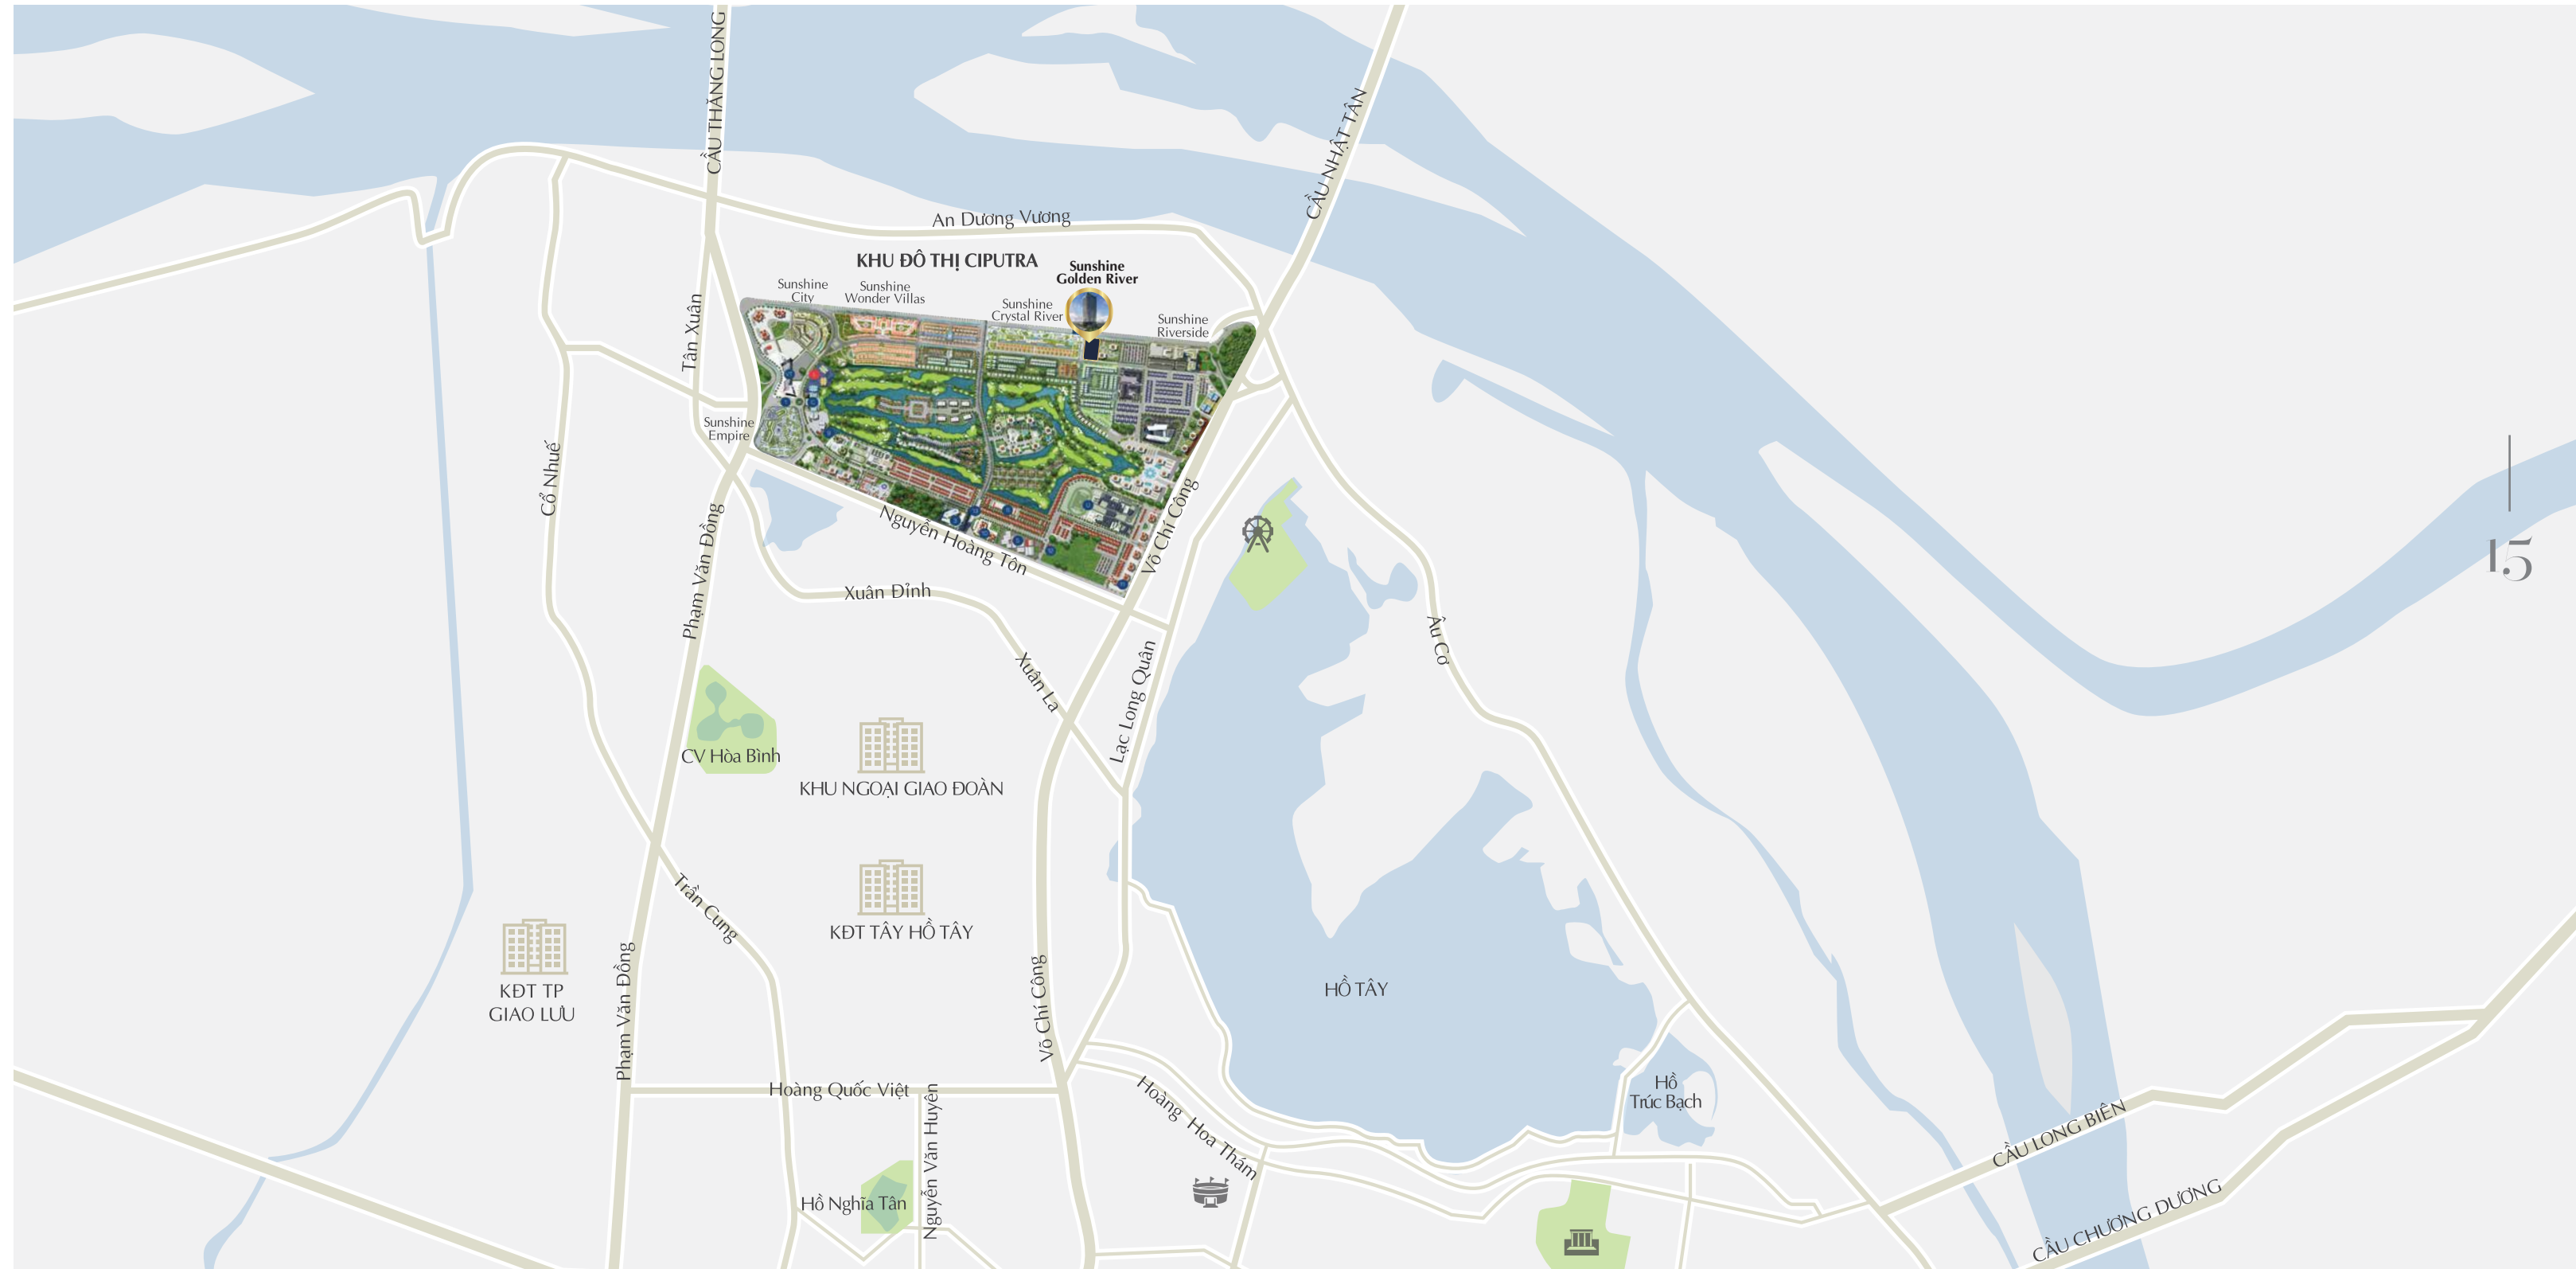 CẦU THĂNG LONG
CẦU NHẬT TÂN
An Dương Vương
KHU ĐÔ THỊ CIPUTRA
Sunshine
Golden River
Sunshine
City
Sunshine
Wonder Villas
Sunshine
Crystal River
Sunshine
Riverside
Tân Xuân
Sunshine
Empire
Cổ Nhuế
Phạm Văn Đồng
Nguyễn Hoàng Tôn
Võ Chí Công
15
Xuân Đỉnh
Xuân La
Lạc Long Quân
Âu Cơ
CV Hòa Bình
KHU NGOẠI GIAO ĐOÀN
Trần Cung
KĐT TÂY HỒ TÂY
KĐT TP
GIAO LƯU
Phạm Văn Đồng
Võ Chí Công
HỒ TÂY
Hoàng Quốc Việt
Nguyễn Văn Huyên
Hoàng Hoa Thám
Hồ
Trúc Bạch
Hồ Nghĩa Tân
CẦU LONG BIÊN
CẦU CHƯƠNG DƯƠNG